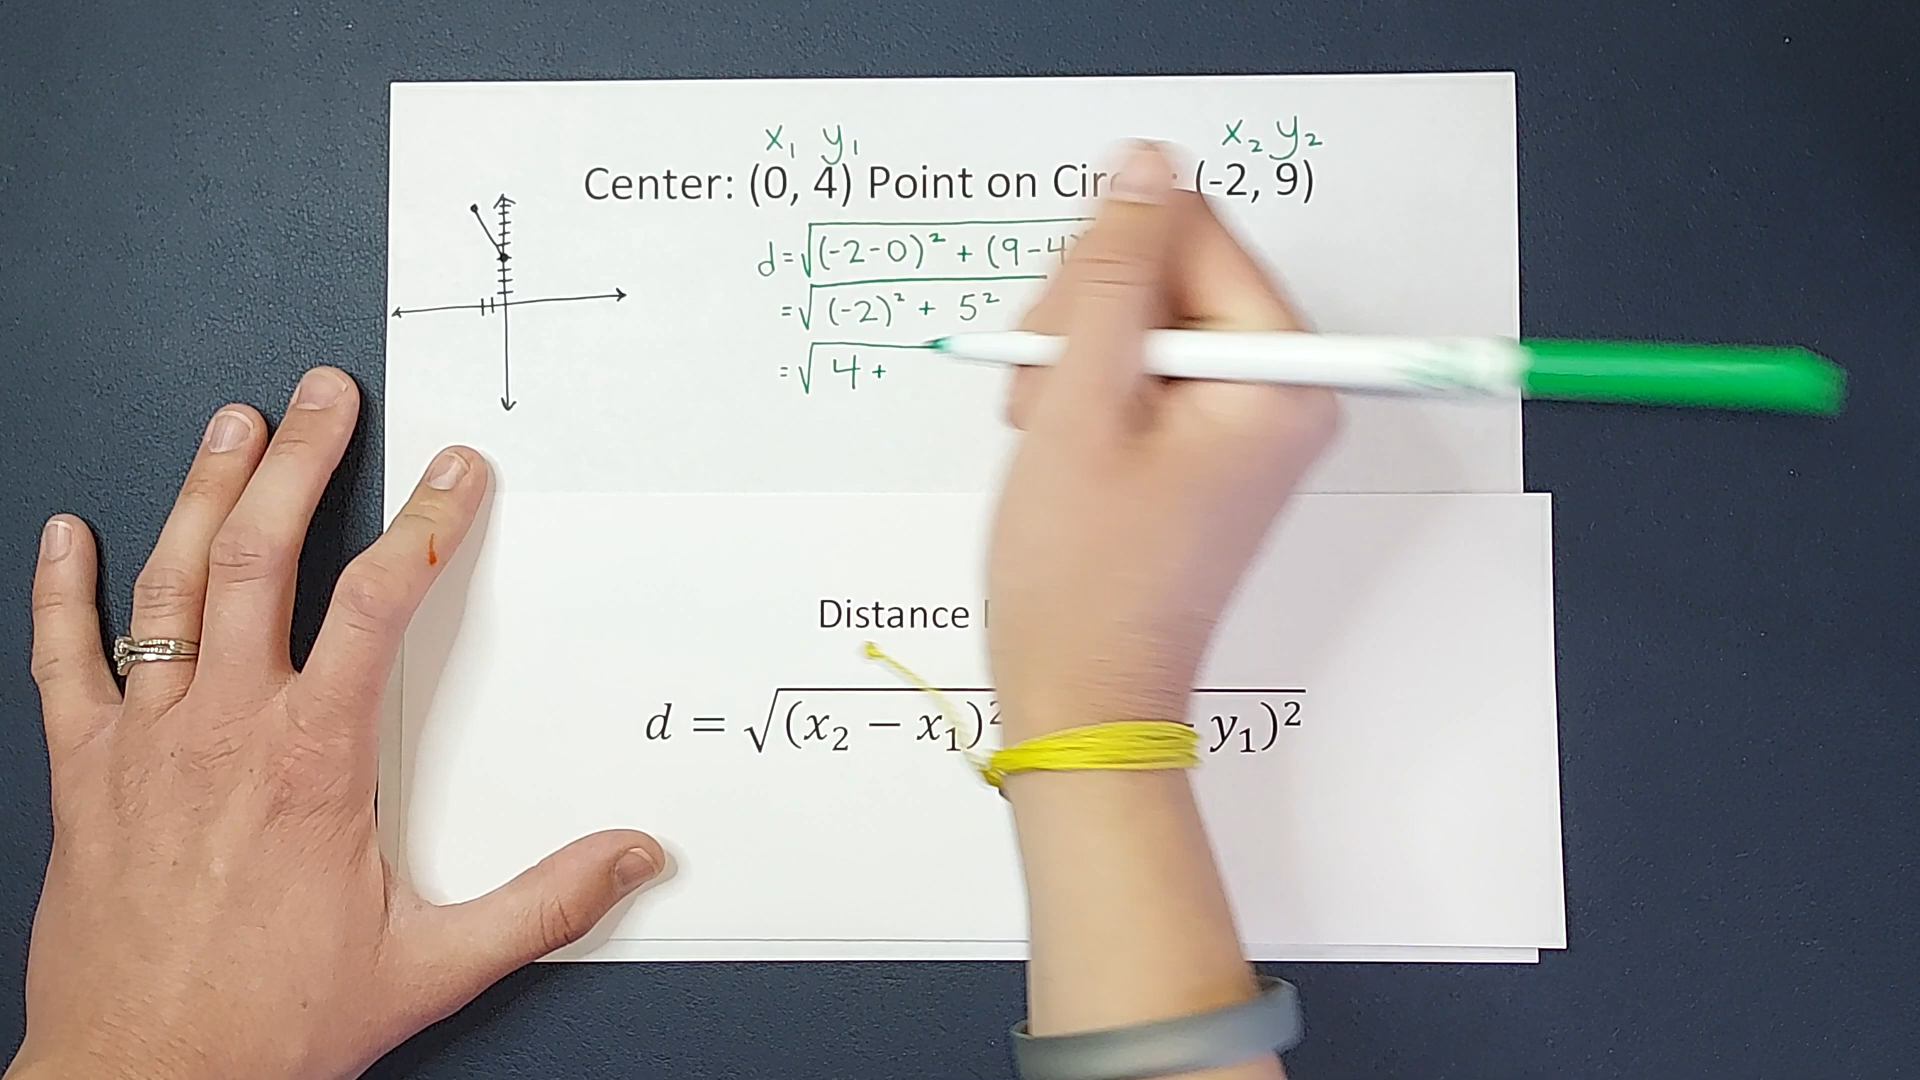 x₁ y₁ x₂ y₂
Center: (0, 4) Point on (-2, 9)
d = √(-2-0)² + (9-4)
= √(-2)² + 5²
= √4 +
Distance
d = √(x₂ − x₁)² y₁)²